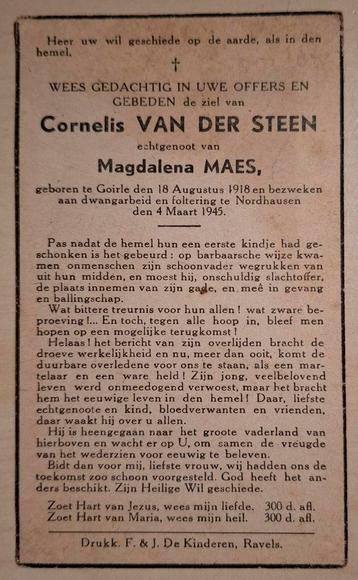 Heer uw wil geschiede op de aarde, als in den
hemel.
WEES GEDACHTIG IN UWE OFFERS EN
GEBEDEN de ziel van
Cornelis VAN DER STEEN
echtgenoot van
Magdalena MAES,
geboren te Goirle den 18 Augustus 1918 en bezweken
aan dwangarbeid en foltering te Nordhausen
den 4 Maart 1945.
Pas nadat de hemel hun een eerste kindje had ge-
schonken is het gebeurd : op barbaarsche wijze kwa-
men onmenschen zijn schoonvader wegrukken van
uit hun midden, en moest hij, onschuldig slachtoffer,
de plaats innemen van zijn gade, en meê in gevang
en ballingschap.
Wat bittere treurnis voor hun allen ! wat zware be-
proeving !... En toch, tegen alle hoop in, bleef men
hopen op een mogelijke terugkomst !
Helaas ! het bericht van zijn overlijden bracht de
droeve werkelijkheid en nu, meer dan ooit, komt de
duurbare overledene voor ons te staan, als een mar-
telaar en een ware held ! Zijn jong, veelbelovend
leven werd onmeedogend verwoest, maar het bracht
hem het eeuwige leven in den hemel ! Daar, liefste
echtgenoote en kind, bloedverwanten en vrienden,
daar waakt hij over u allen.
Hij is heengegaan naar het groote vaderland van
hierboven en wacht er op U, om samen de vreugde
van het wederzien voor eeuwig te beleven.
Bidt dan voor mij, liefste vrouw, wij hadden ons de
toekomst zoo schoon voorgesteld. God heeft het an-
ders beschikt. Zijn Heilige Wil geschiede.
Zoet Hart van Jezus, wees mijn liefde. 300 d. afl.
Zoet Hart van Maria, wees mijn heil. 300 d. afl.
Drukk. F. & J. De Kinderen, Ravels.